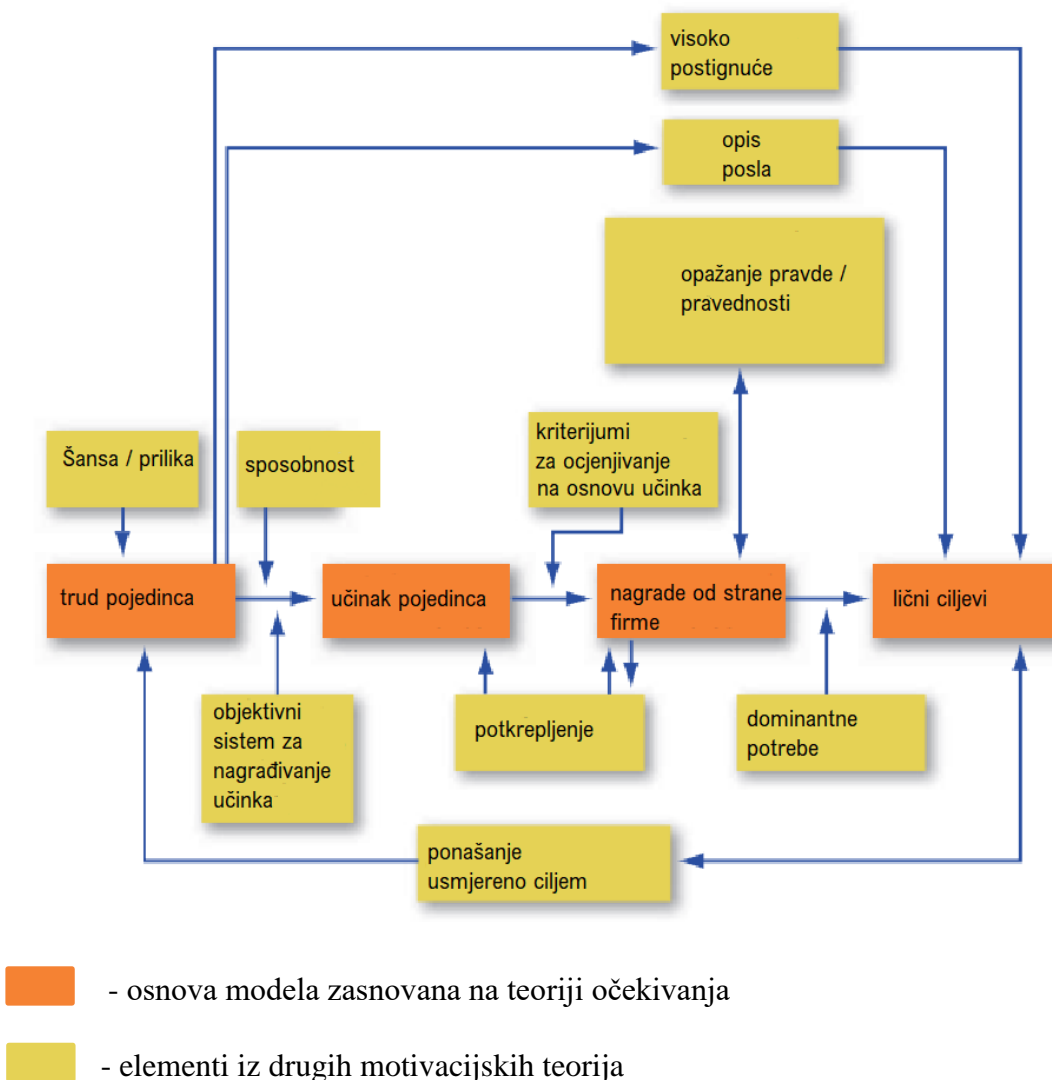 visoko
postignuće
opis
posla
opažanje pravde /
pravednosti
kriterijumi
za ocjenjivanje
na osnovu učinka
Šansa / prilika
sposobnost
trud pojedinca
učinak pojedinca
nagrade od strane
firme
lični ciljevi
objektivni
sistem za
nagrađivanje
učinka
potkrepljenje
dominantne
potrebe
ponašanje
usmjereno ciljem
- osnova modela zasnovana na teoriji očekivanja
- elementi iz drugih motivacijskih teorija